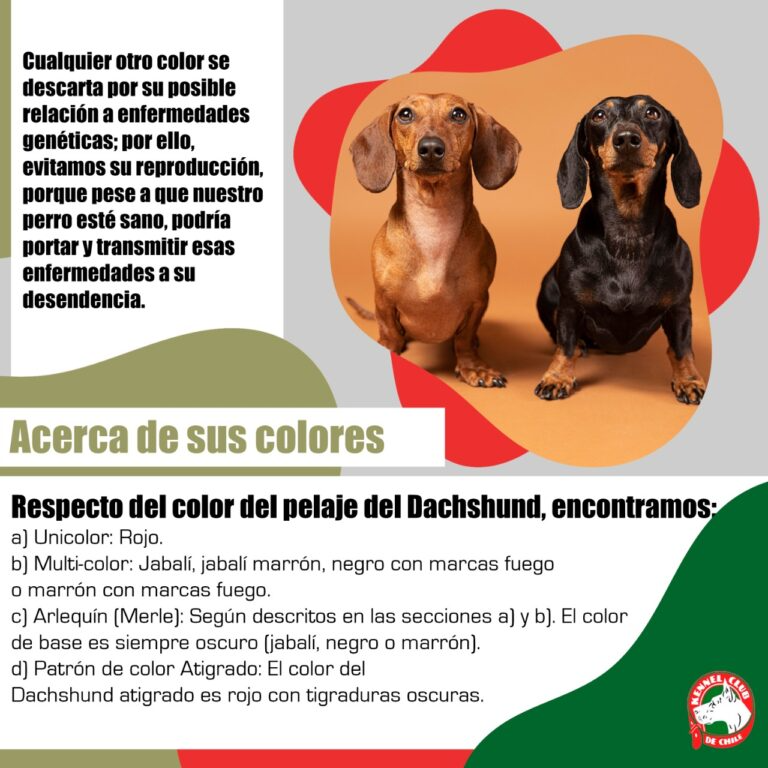 Cualquier otro color se
descarta por su posible
relación a enfermedades
genéticas; por ello,
evitamos su reproducción,
porque pese a que nuestro
perro esté sano, podría
portar y transmitir esas
enfermedades a su
desendencia.
Acerca de sus colores
Respecto del color del pelaje del Dachshund, encontramos:
a) Unicolor: Rojo.
b) Multi-color: Jabalí, jabalí marrón, negro con marcas fuego
o marrón con marcas fuego.
c) Arlequín (Merle): Según descritos en las secciones a) y b). El color
de base es siempre oscuro (jabalí, negro o marrón).
d) Patrón de color Atigrado: El color del
Dachshund atigrado es rojo con tigraduras oscuras.
KENNEL CLUB
DE CHILE